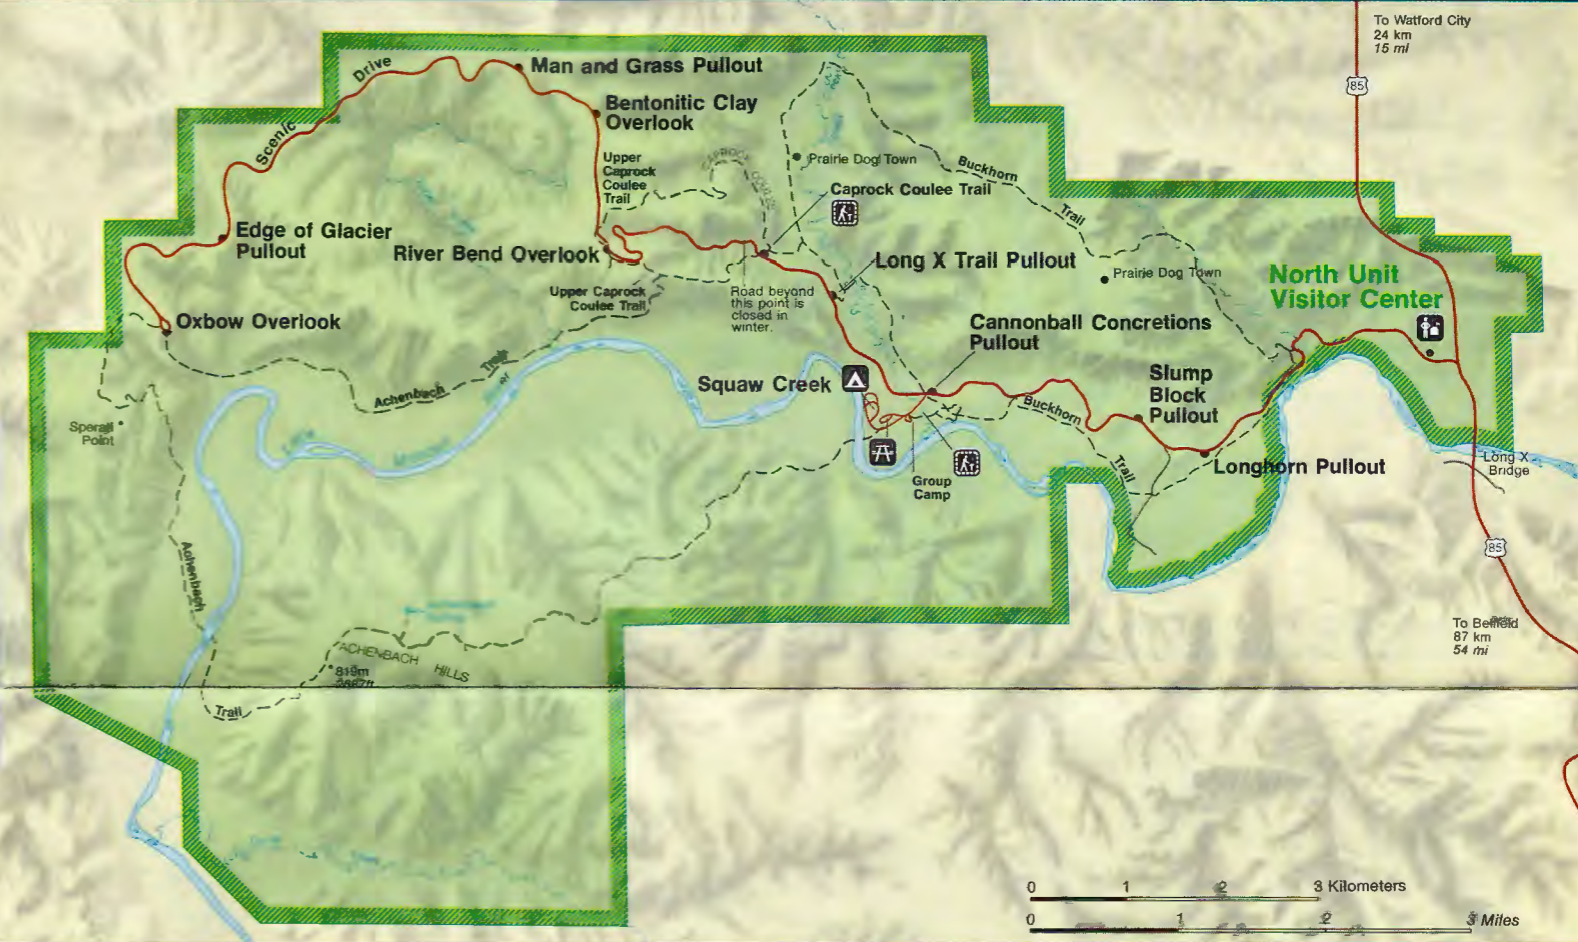 To Watford City
24 km
15 mi
85
Scenic Drive
Man and Grass Pullout
Bentonitic Clay
Overlook
Upper
Caprock
Coulee
Trail
CAPROCK COULEE
Prairie Dog Town
Buckhorn
Trail
Caprock Coulee Trail
Edge of Glacier
Pullout
River Bend Overlook
Long X Trail Pullout
Prairie Dog Town
North Unit
Visitor Center
Upper Caprock
Coulee Trail
Road beyond
this point is
closed in
winter.
Oxbow Overlook
Cannonball Concretions
Pullout
Achenbach Trail
Squaw Creek
Slump
Block
Pullout
Buckhorn
Trail
Sperati
Point
Little Missouri
Longhorn Pullout
Long X
Bridge
Group
Camp
85
Achenbach
To Belfield
87 km
54 mi
ACHENBACH HILLS
819m
Trail
0 1 2 3 Kilometers
0 1 2 3 Miles